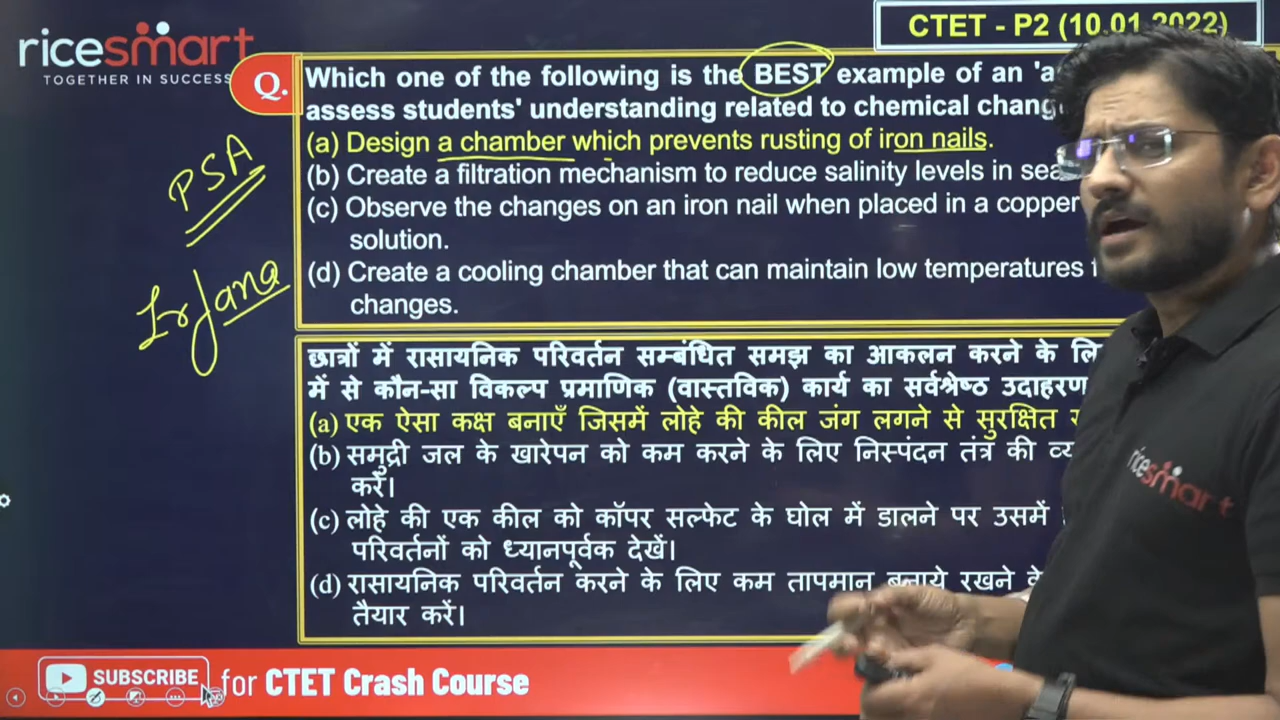 ricesmart
TOGETHER IN SUCCESS
CTET - P2 (10.01.2022)
Q. Which one of the following is the BEST example of an
assess students' understanding related to chemical
(a) Design a chamber which prevents rusting of iron nails.
(b) Create a filtration mechanism to reduce salinity levels in
(c) Observe the changes on an iron nail when placed in a copper
solution.
(d) Create a cooling chamber that can maintain low temperatures
changes.
PSA
छात्रों में रासायनिक परिवर्तन सम्बंधित समझ का आकलन करने के
में से कौन-सा विकल्प प्रमाणिक (वास्तविक) कार्य का सर्वश्रेष्ठ उदाहरण
(a) एक ऐसा कक्ष बनाएँ जिसमें लोहे की कील जंग लगने से सुरक्षित
(b) समुद्री जल के खारेपन को कम करने के लिए निस्पंदन तंत्र की
करें।
(c) लोहे की एक कील को कॉपर सल्फेट के घोल में डालने पर उसमें
परिवर्तनों को ध्यानपूर्वक देखें।
(d) रासायनिक परिवर्तन करने के लिए कम तापमान बनाये रखने
तैयार करें।
ricesmart
SUBSCRIBE for CTET Crash Course